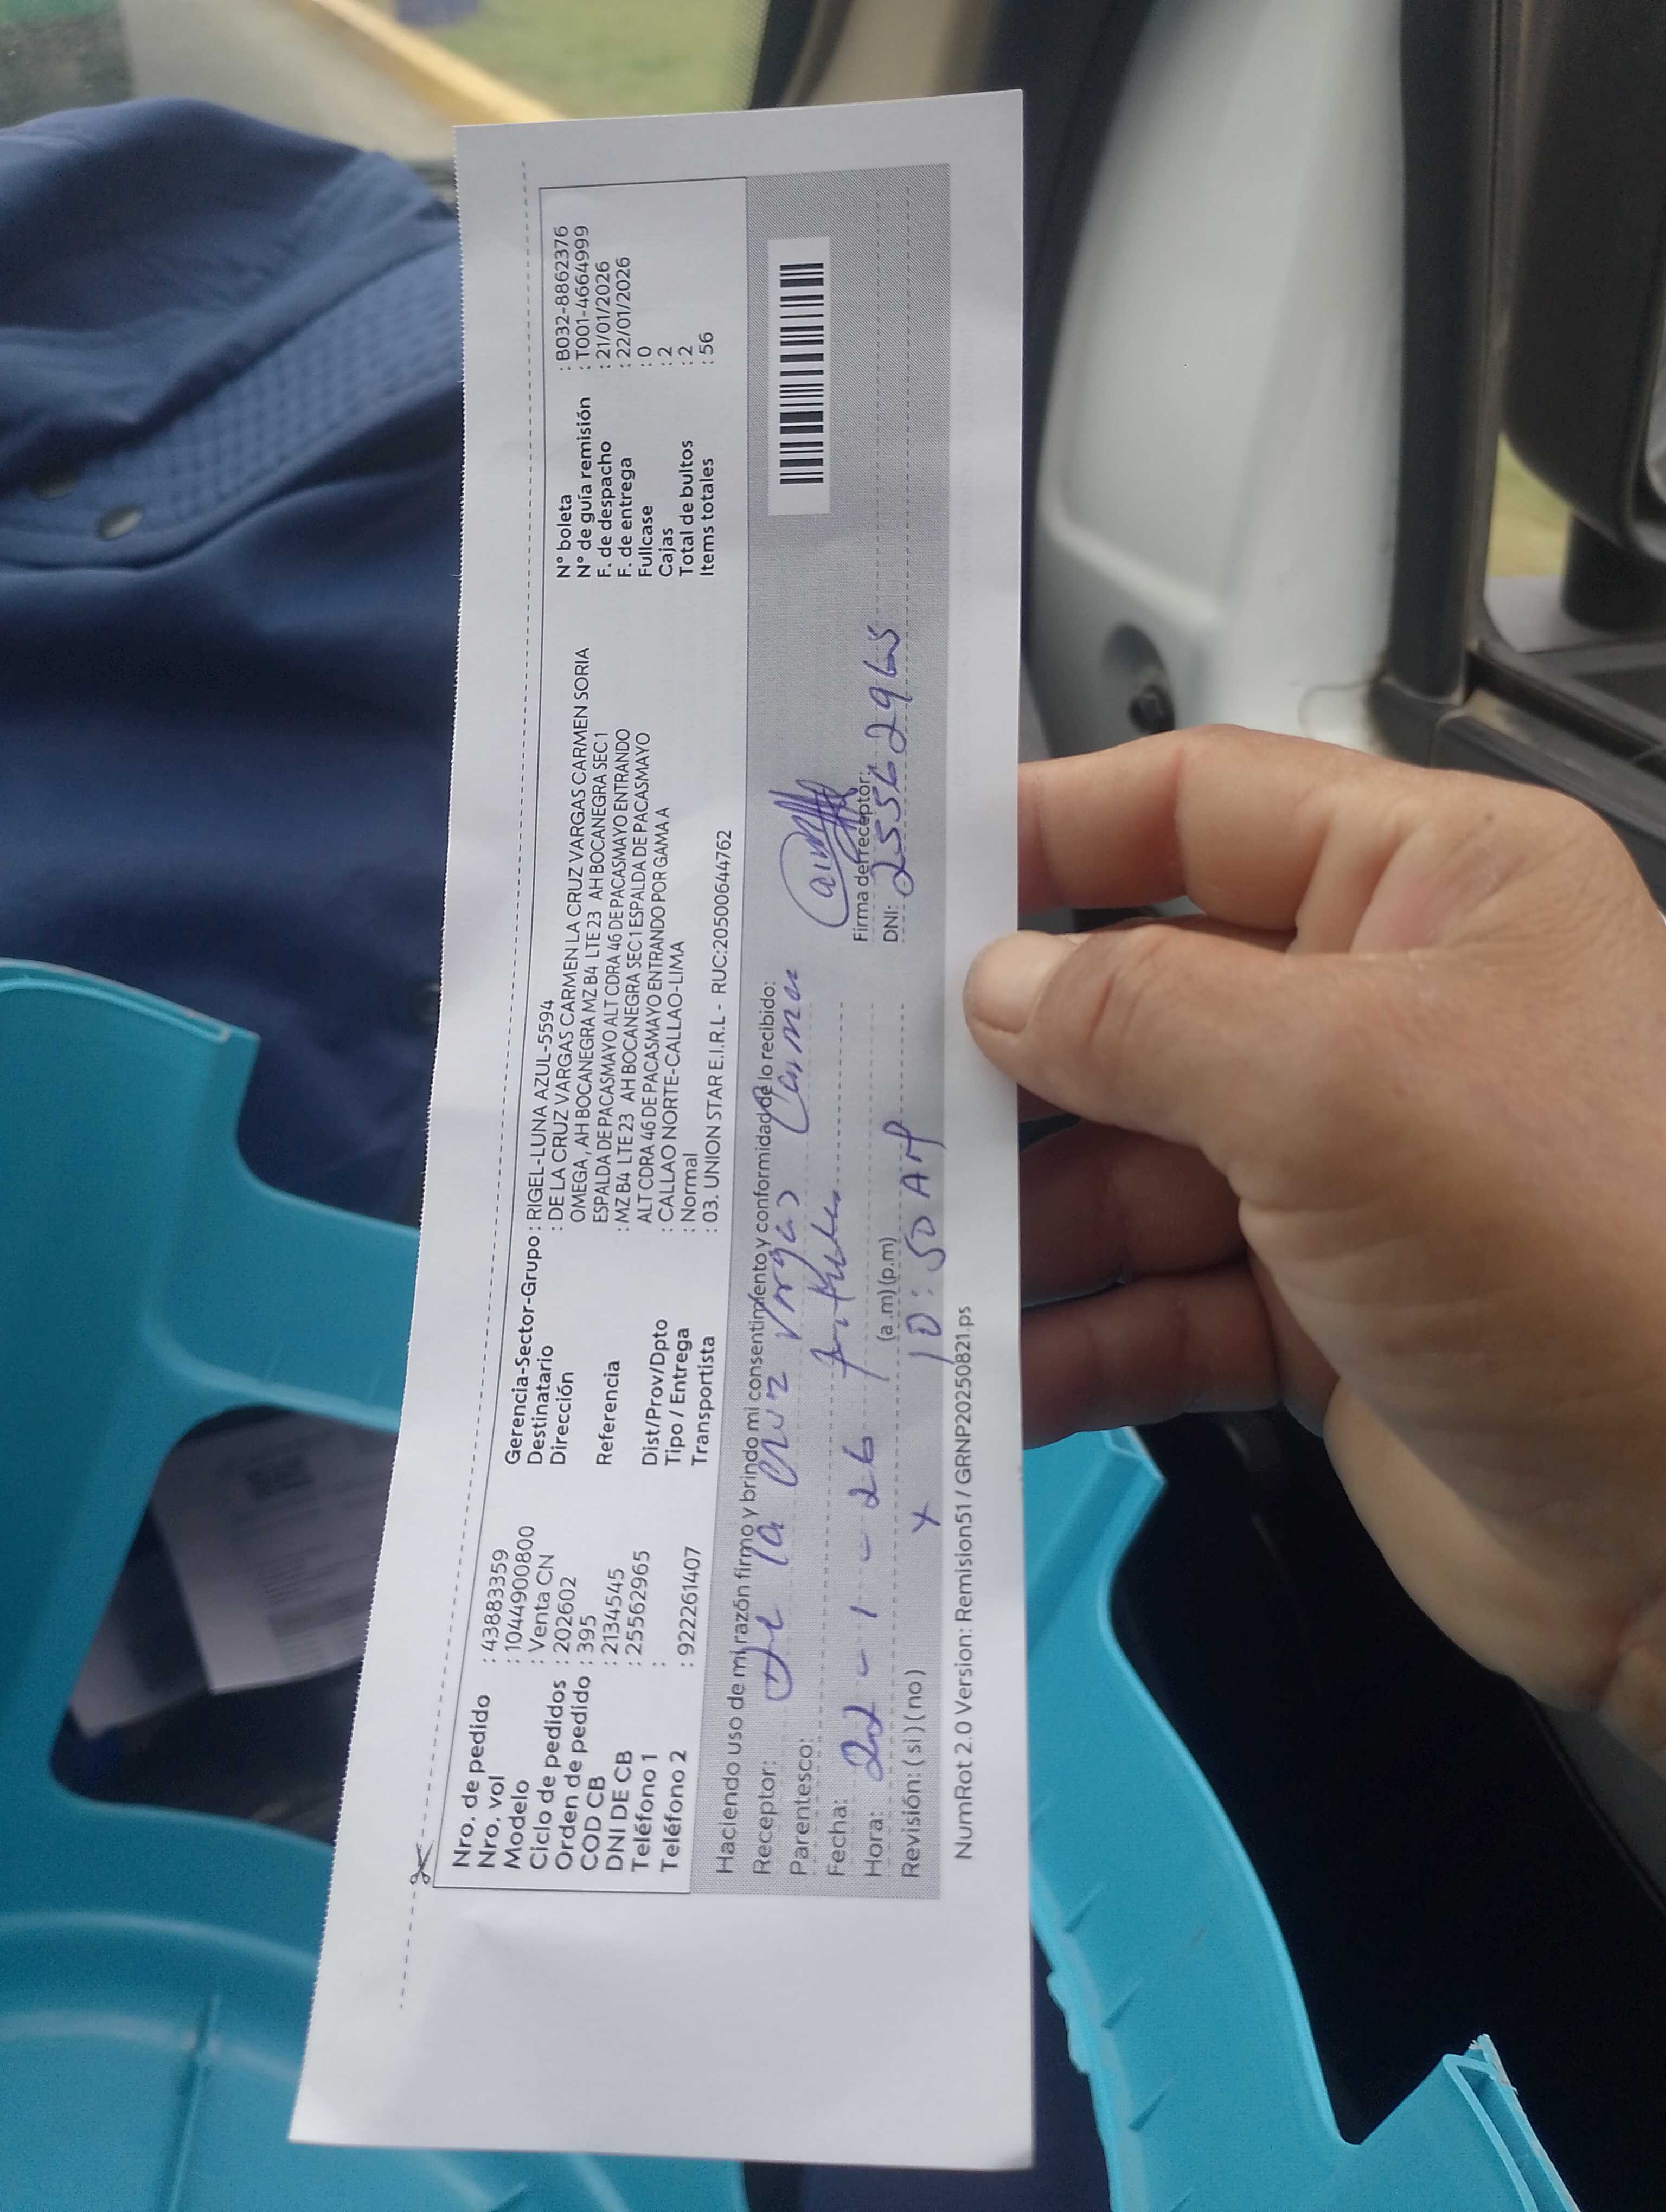 Nro. de pedido : 43883359
Nro. vol : 1044900800
Modelo : Venta CN
Ciclo de pedidos : 202602
Orden de pedido : 395
COD CB : 2134545
DNI DE CB : 25562965
Teléfono 1 :
Teléfono 2 : 922261407
Gerencia-Sector-Grupo : RIGEL-LUNA AZUL-5594
Destinatario : DE LA CRUZ VARGAS CARMEN LA CRUZ VARGAS CARMEN SORIA
Dirección OMEGA, AH BOCANEGRA MZ B4 LTE 23 AH BOCANEGRA SEC 1
ESPALDA DE PACASMAYO ALT CDRA 46 DE PACASMAYO ENTRANDO
Referencia : MZ B4 LTE 23 AH BOCANEGRA SEC 1 ESPALDA DE PACASMAYO
ALT CDRA 46 DE PACASMAYO ENTRANDO POR GAMA A
Dist/Prov/Dpto : CALLAO NORTE-CALLAO-LIMA
Tipo / Entrega : Normal
Transportista : 03. UNION STAR E.I.R.L - RUC:20500644762
N° boleta : B032-8862376
N° de guía remisión : T001-4664999
F. de despacho : 21/01/2026
F. de entrega : 22/01/2026
Fullcase : 0
Cajas : 2
Total de bultos : 2
Items totales : 56
Haciendo uso de mi razón firmo y brindo mi consentimiento y conformidad de lo recibido:
Receptor: de la Cruz Vargas Carmen
Parentesco:
Fecha: 22 - 1 - 26
Hora: (a.m) (p.m) 10:50 AM
Revisión: ( si ) ( no ) x
Firma del receptor:
DNI: 25562965
NumRot 2.0 Version: Remision51 / GRNP20250821.ps